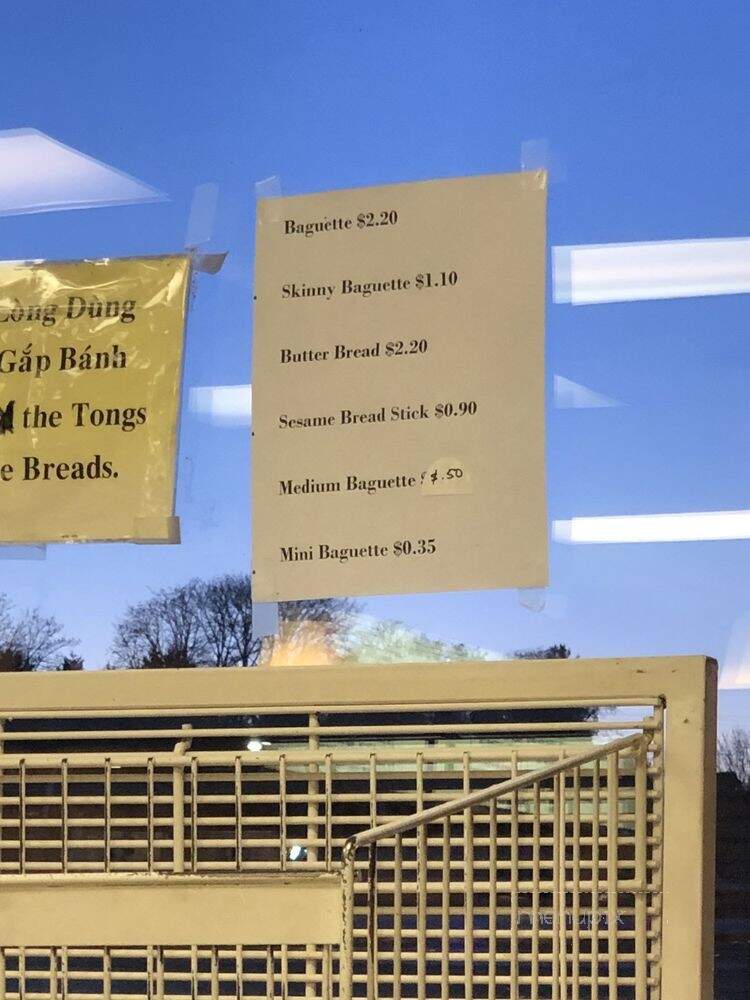 Lòng Dùng
Gắp Bánh
the Tongs
Breads.
Baguette $2.20
Skinny Baguette $1.10
Butter Bread $2.20
Sesame Bread Stick $0.90
Medium Baguette $.50
Mini Baguette $0.35
menupix